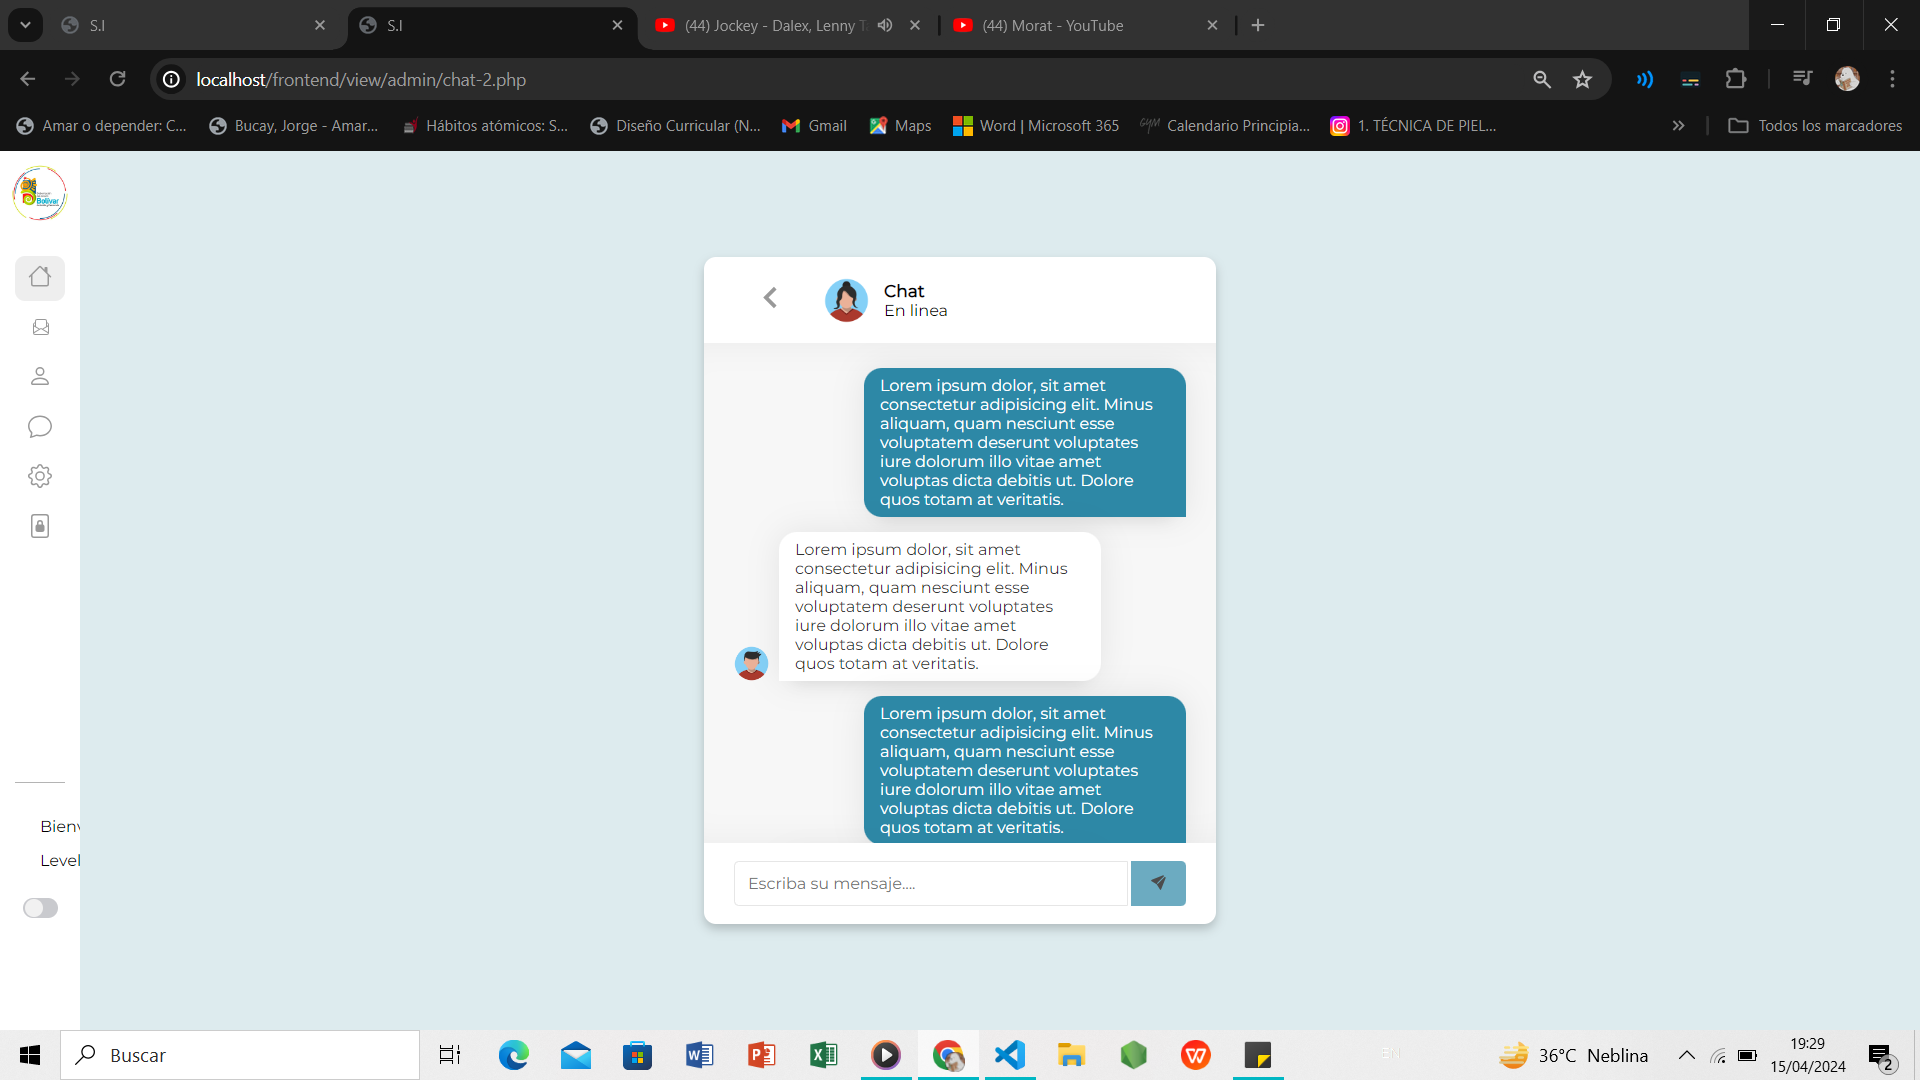 S.I
S.I
(44) Jockey - Dalex, Lenny T
(44) Morat - YouTube
localhost/frontend/view/admin/chat-2.php
Amar o depender: C...
Bucay, Jorge - Amar...
Hábitos atómicos: S...
Diseño Curricular (N...
Gmail
Maps
Word | Microsoft 365
Calendario Principia...
1. TÉCNICA DE PIEL...
Todos los marcadores
Bolívar
Chat
En linea
Lorem ipsum dolor, sit amet
consectetur adipisicing elit. Minus
aliquam, quam nesciunt esse
voluptatem deserunt voluptates
iure dolorum illo vitae amet
voluptas dicta debitis ut. Dolore
quos totam at veritatis.
Lorem ipsum dolor, sit amet
consectetur adipisicing elit. Minus
aliquam, quam nesciunt esse
voluptatem deserunt voluptates
iure dolorum illo vitae amet
voluptas dicta debitis ut. Dolore
quos totam at veritatis.
Lorem ipsum dolor, sit amet
consectetur adipisicing elit. Minus
aliquam, quam nesciunt esse
voluptatem deserunt voluptates
iure dolorum illo vitae amet
voluptas dicta debitis ut. Dolore
quos totam at veritatis.
Bienv
Level
Escriba su mensaje....
Buscar
36°C Neblina
19:29
15/04/2024
2